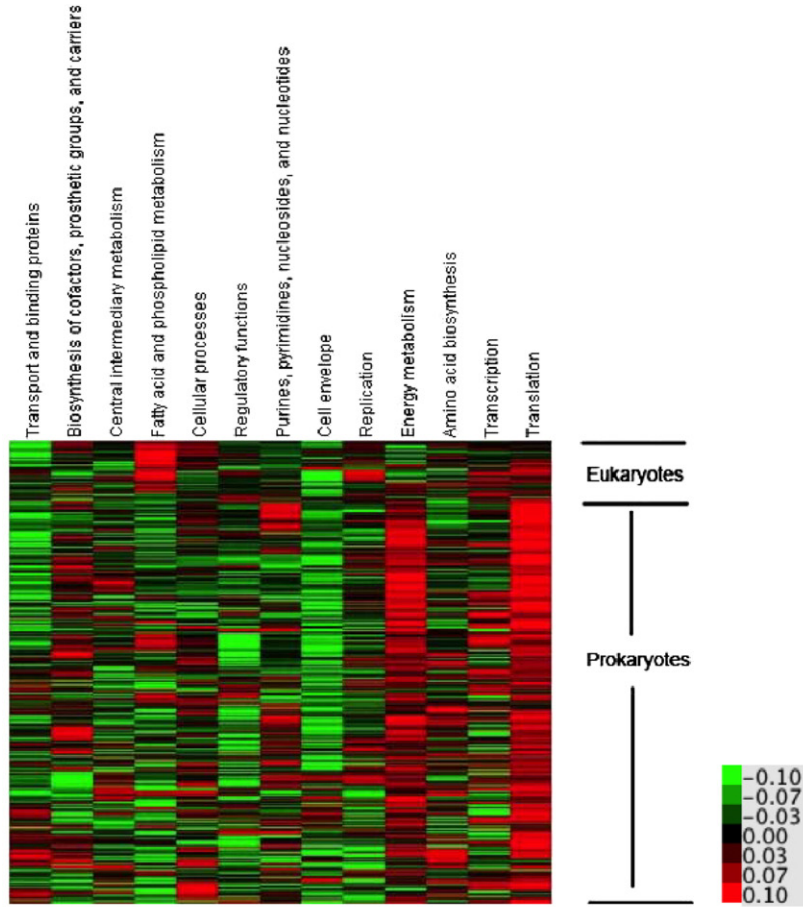 Transport and binding proteins
Biosynthesis of cofactors, prosthetic groups, and carriers
Central intermediary metabolism
Fatty acid and phospholipid metabolism
Cellular processes
Regulatory functions
Purines, pyrimidines, nucleosides, and nucleotides
Cell envelope
Replication
Energy metabolism
Amino acid biosynthesis
Transcription
Translation
Eukaryotes
Prokaryotes
-0.10
-0.07
-0.03
0.00
0.03
0.07
0.10